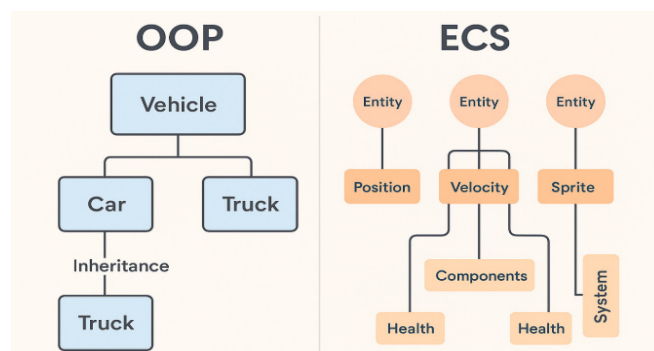 OOP
Vehicle
Car
Truck
Inheritance
Truck
ECS
Entity
Entity
Entity
Position
Velocity
Sprite
Components
System
Health
Health